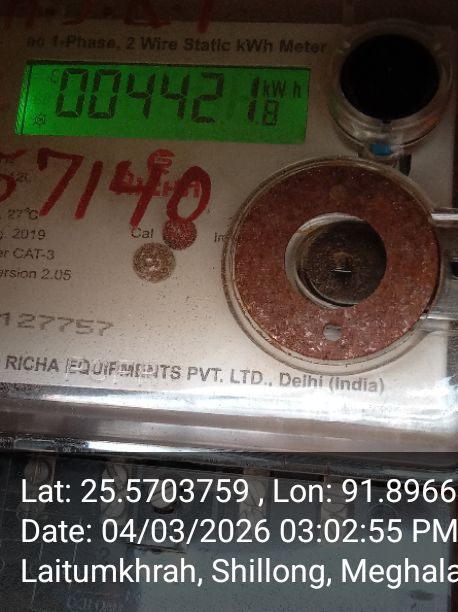 ac 1-Phase, 2 Wire Static kWh Meter
004421.8 kWh
57140
27°C
2019
Cal
CAT-3
ersion 2.05
127757
RICHA EQUIPMENTS PVT. LTD., Delhi (India)
Lat: 25.5703759 , Lon: 91.8966
Date: 04/03/2026 03:02:55 PM
Laitumkhrah, Shillong, Meghala